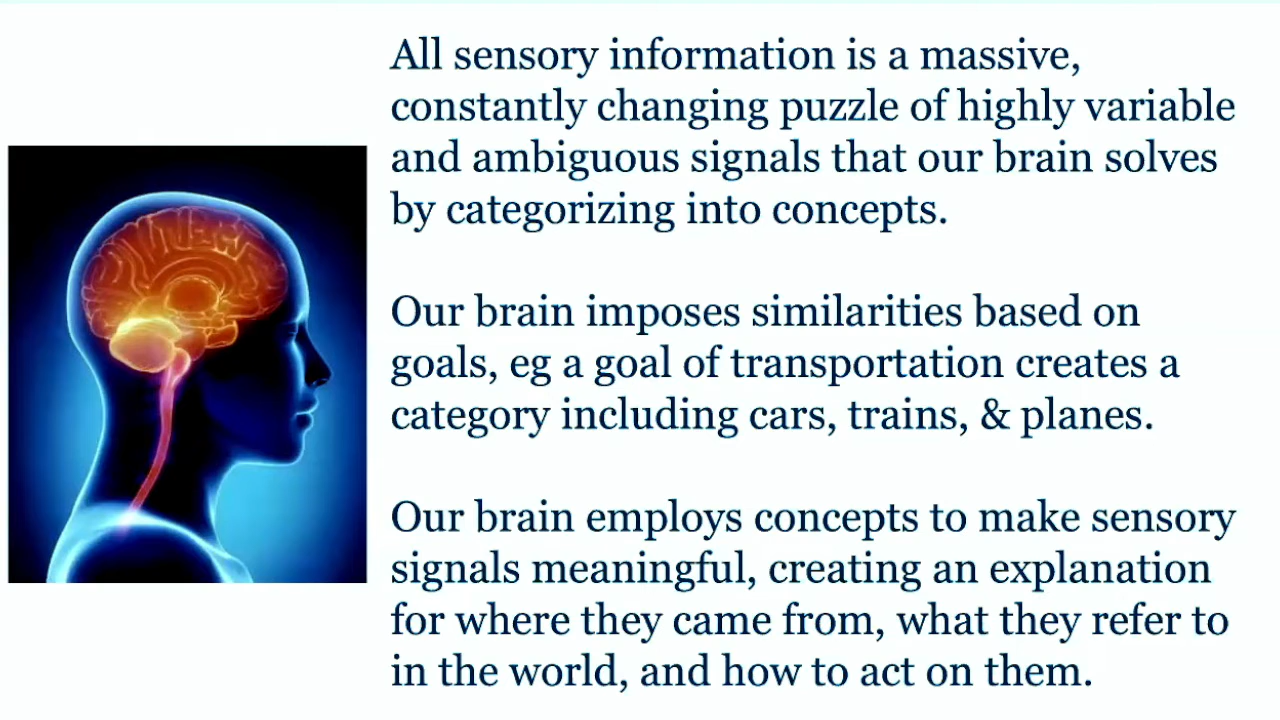 All sensory information is a massive,
constantly changing puzzle of highly variable
and ambiguous signals that our brain solves
by categorizing into concepts.
Our brain imposes similarities based on
goals, eg a goal of transportation creates a
category including cars, trains, & planes.
Our brain employs concepts to make sensory
signals meaningful, creating an explanation
for where they came from, what they refer to
in the world, and how to act on them.